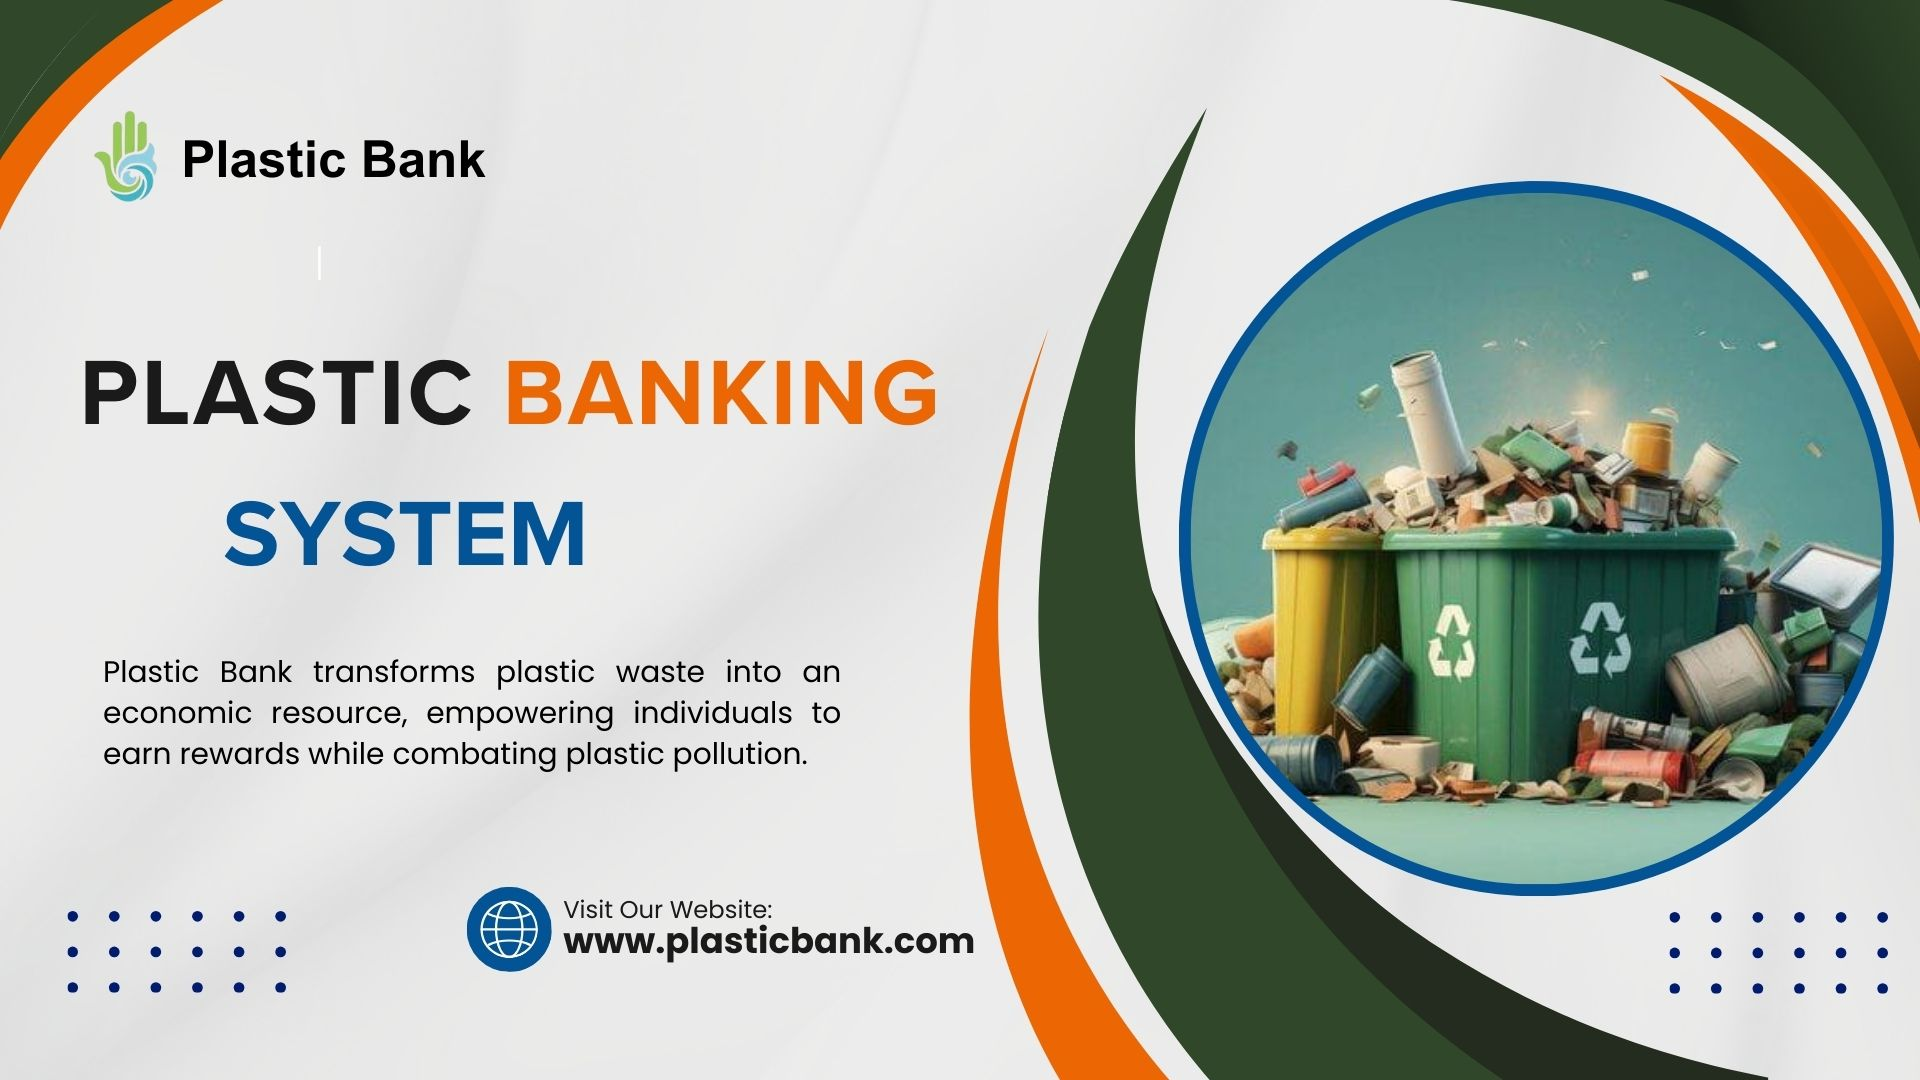 Plastic Bank
PLASTIC BANKING
SYSTEM
Plastic Bank transforms plastic waste into an
economic resource, empowering individuals to
earn rewards while combating plastic pollution.
Visit Our Website:
www.plasticbank.com